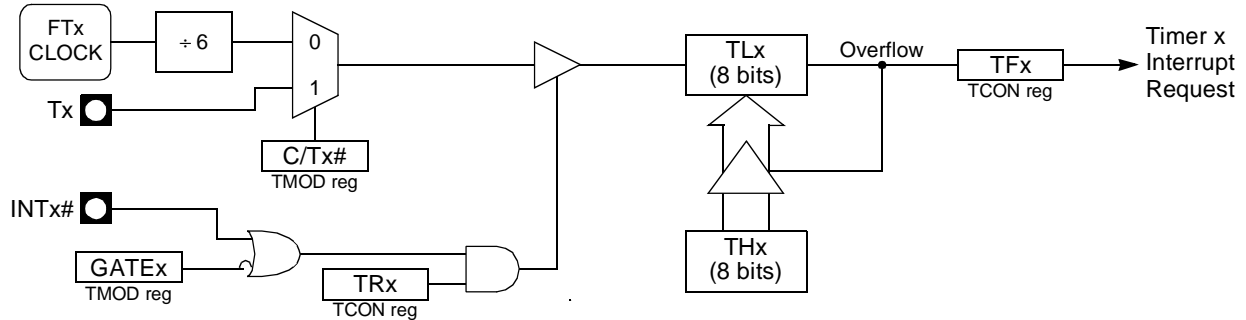 FTx
CLOCK
÷ 6
0
1
Tx
C/Tx#
TMOD reg
INTx#
GATEx
TMOD reg
TRx
TCON reg
TLx
(8 bits)
THx
(8 bits)
Overflow
TFx
TCON reg
Timer x
Interrupt
Request